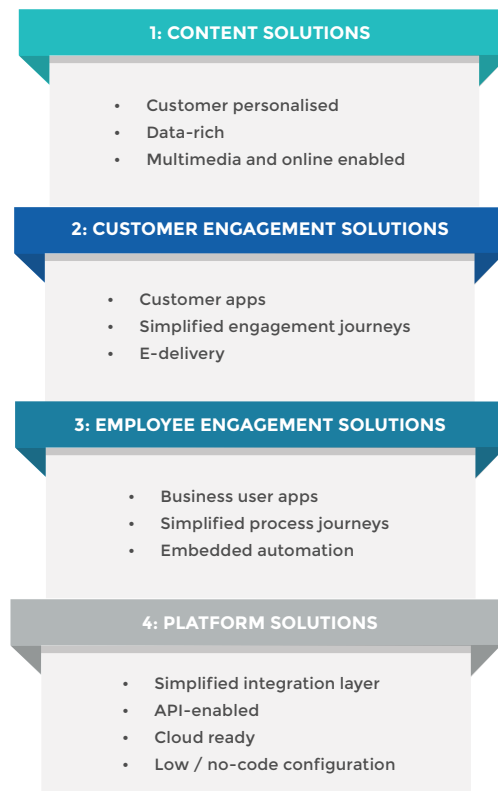 1: CONTENT SOLUTIONS
• Customer personalised
• Data-rich
• Multimedia and online enabled
2: CUSTOMER ENGAGEMENT SOLUTIONS
• Customer apps
• Simplified engagement journeys
• E-delivery
3: EMPLOYEE ENGAGEMENT SOLUTIONS
• Business user apps
• Simplified process journeys
• Embedded automation
4: PLATFORM SOLUTIONS
• Simplified integration layer
• API-enabled
• Cloud ready
• Low / no-code configuration